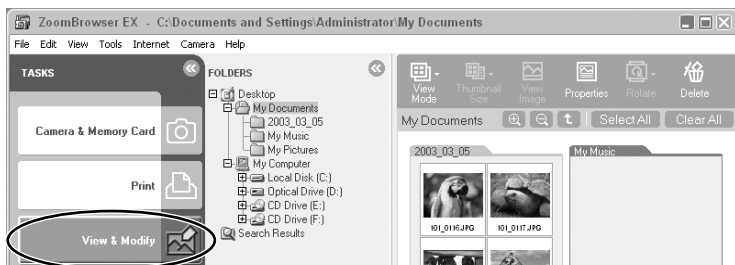 ZoomBrowser EX - C:\Documents and Settings\Administrator\My Documents
File Edit View Tools Internet Camera Help
TASKS
Camera & Memory Card
Print
View & Modify
FOLDERS
Desktop
My Documents
2003_03_05
My Music
My Pictures
My Computer
Local Disk (C:)
Optical Drive (D:)
CD Drive (E:)
CD Drive (F:)
Search Results
View Mode
Thumbnail Size
View Image
Properties
Rotate
Delete
My Documents
Select All
Clear All
2003_03_05
My Music
101_0116.JPG
101_0117.JPG